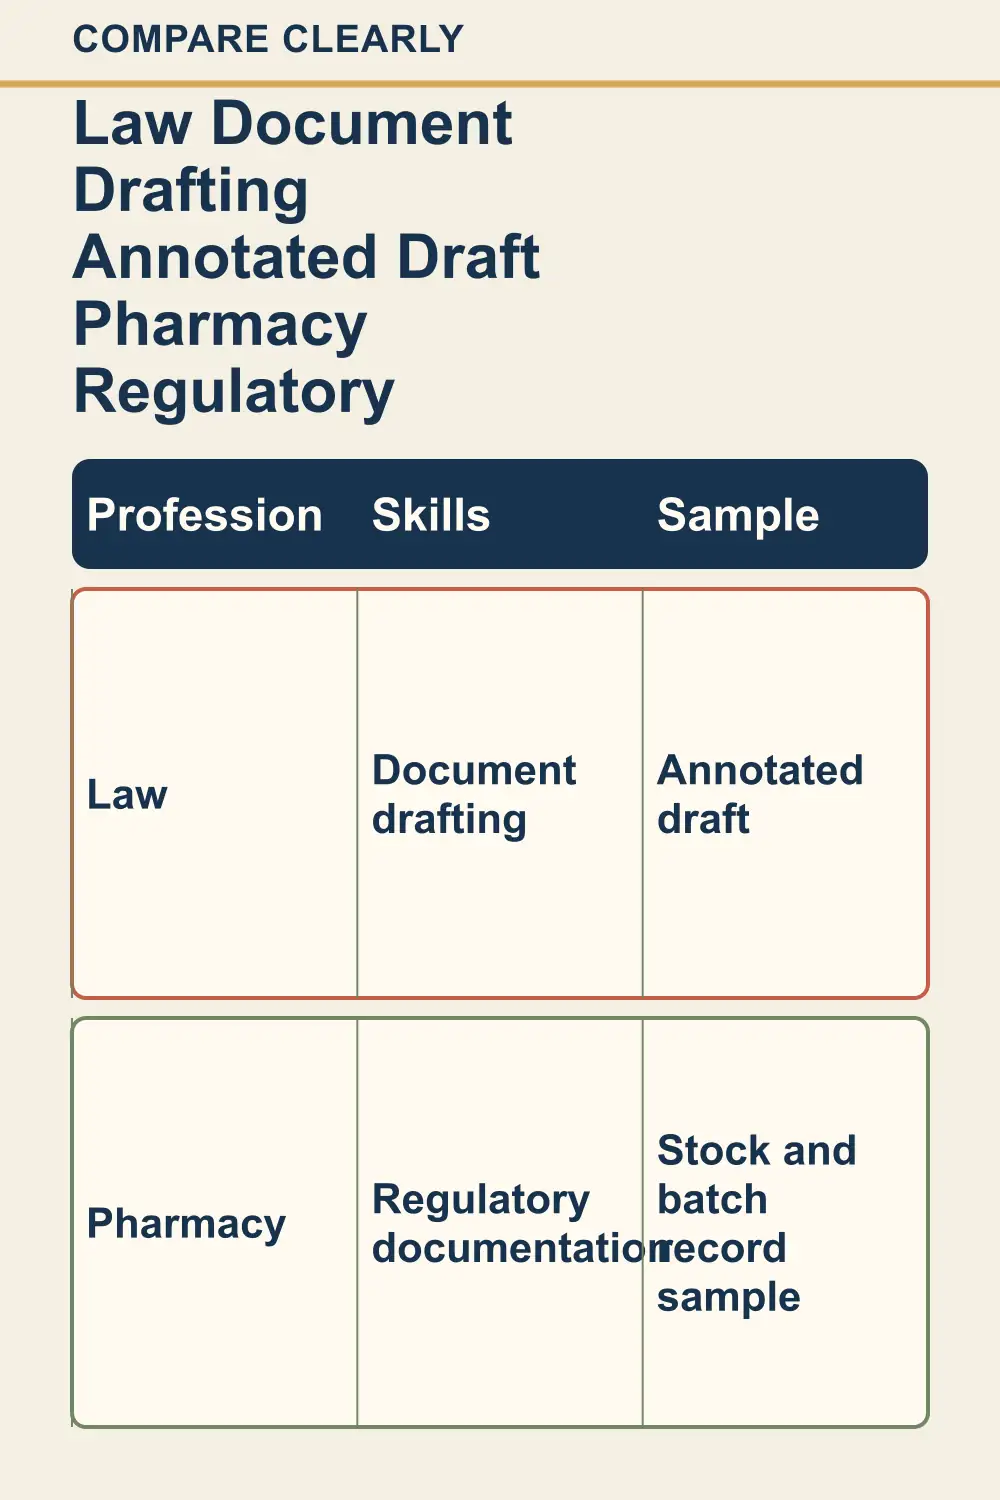 COMPARE CLEARLY
Law Document
Drafting
Annotated Draft
Pharmacy
Regulatory
Profession Skills Sample
Law
Document
drafting
Annotated
draft
Pharmacy
Regulatory
documentation
Stock and
batch
record
sample